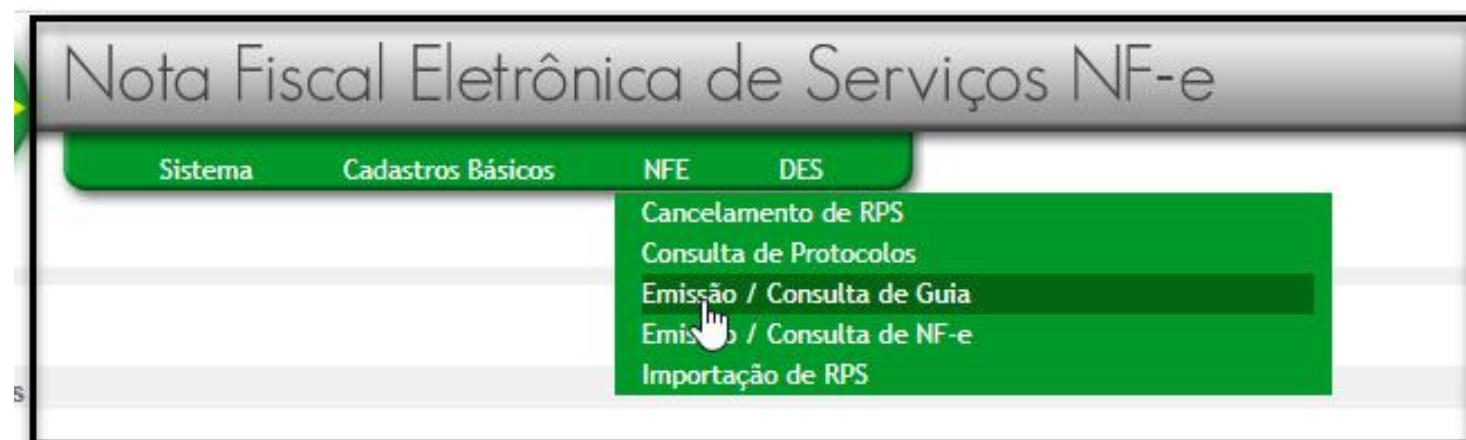 Nota Fiscal Eletrônica de Serviços NF-e
Sistema Cadastros Básicos NFE DES
Cancelamento de RPS
Consulta de Protocolos
Emissão / Consulta de Guia
Emissão / Consulta de NF-e
Importação de RPS
s